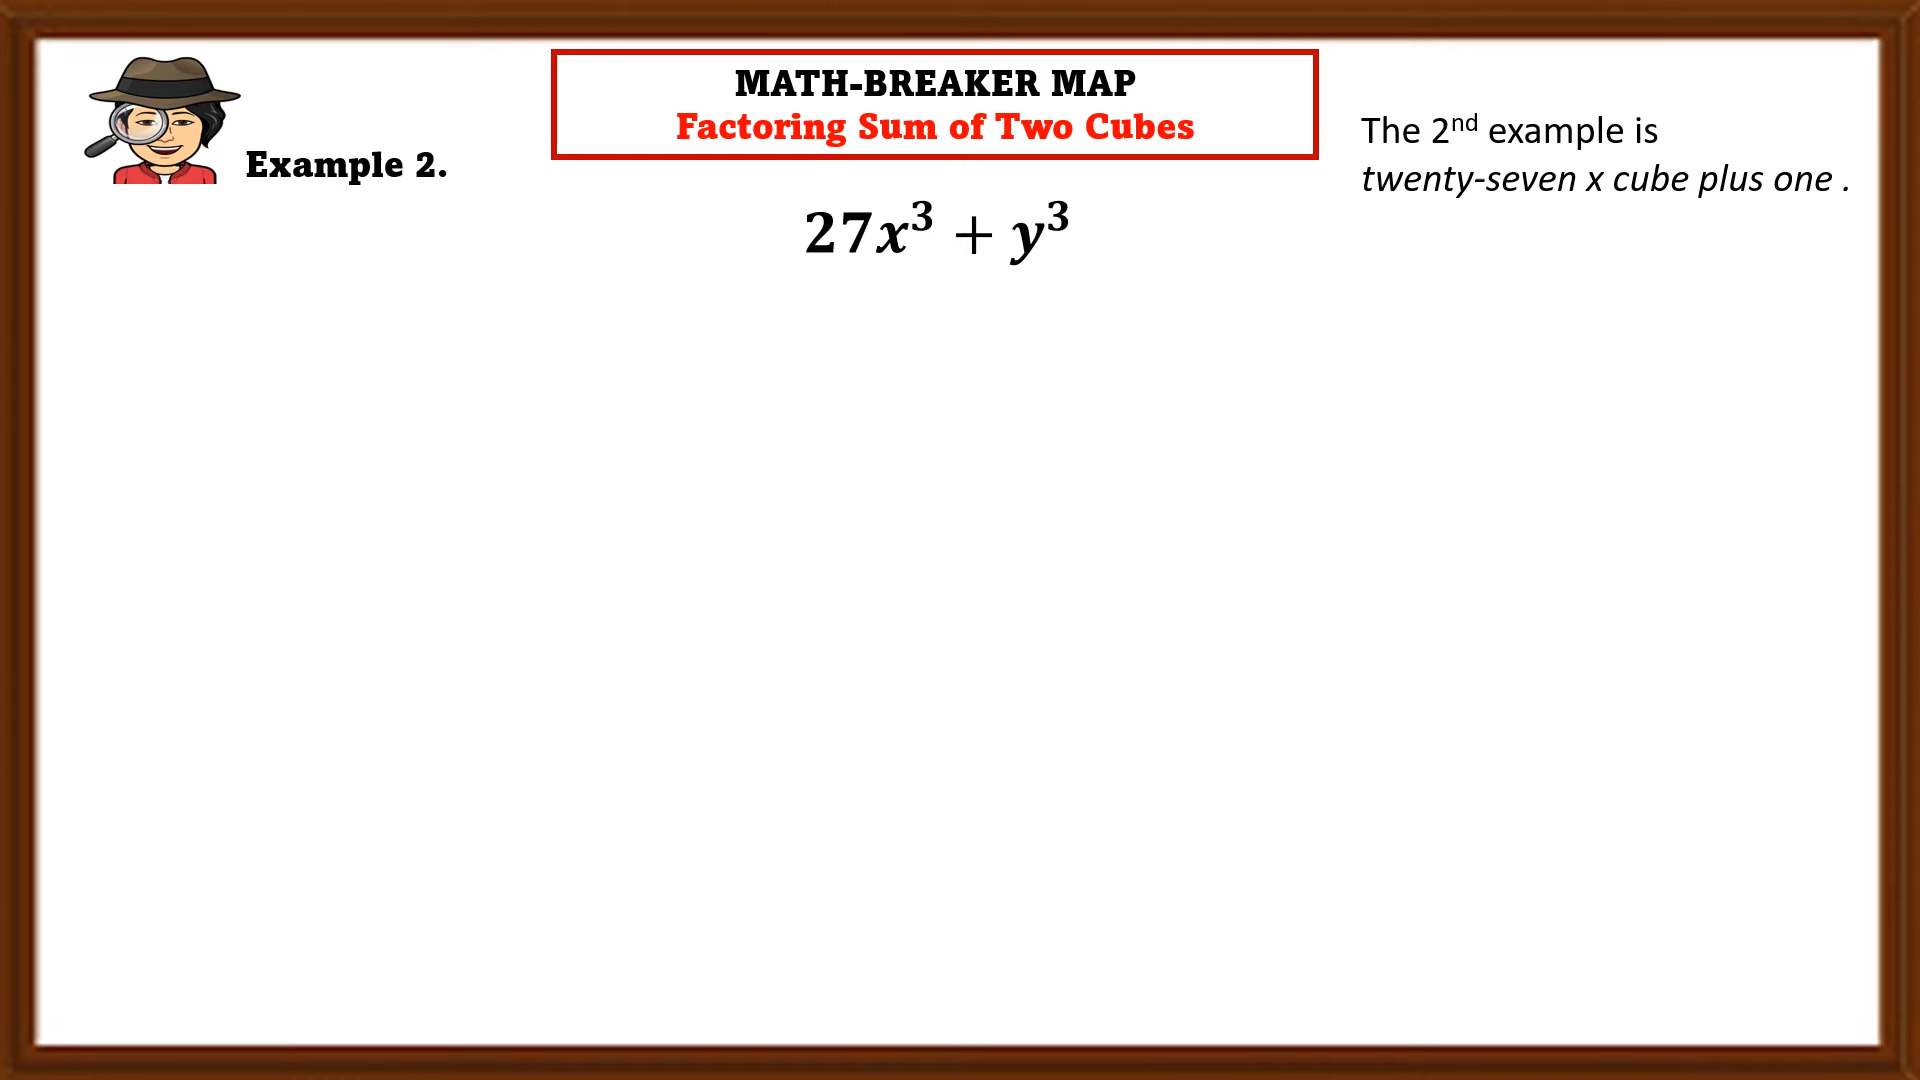 MATH-BREAKER MAP
Factoring Sum of Two Cubes
Example 2.
The 2nd example is
twenty-seven x cube plus one .
27x³ + y³